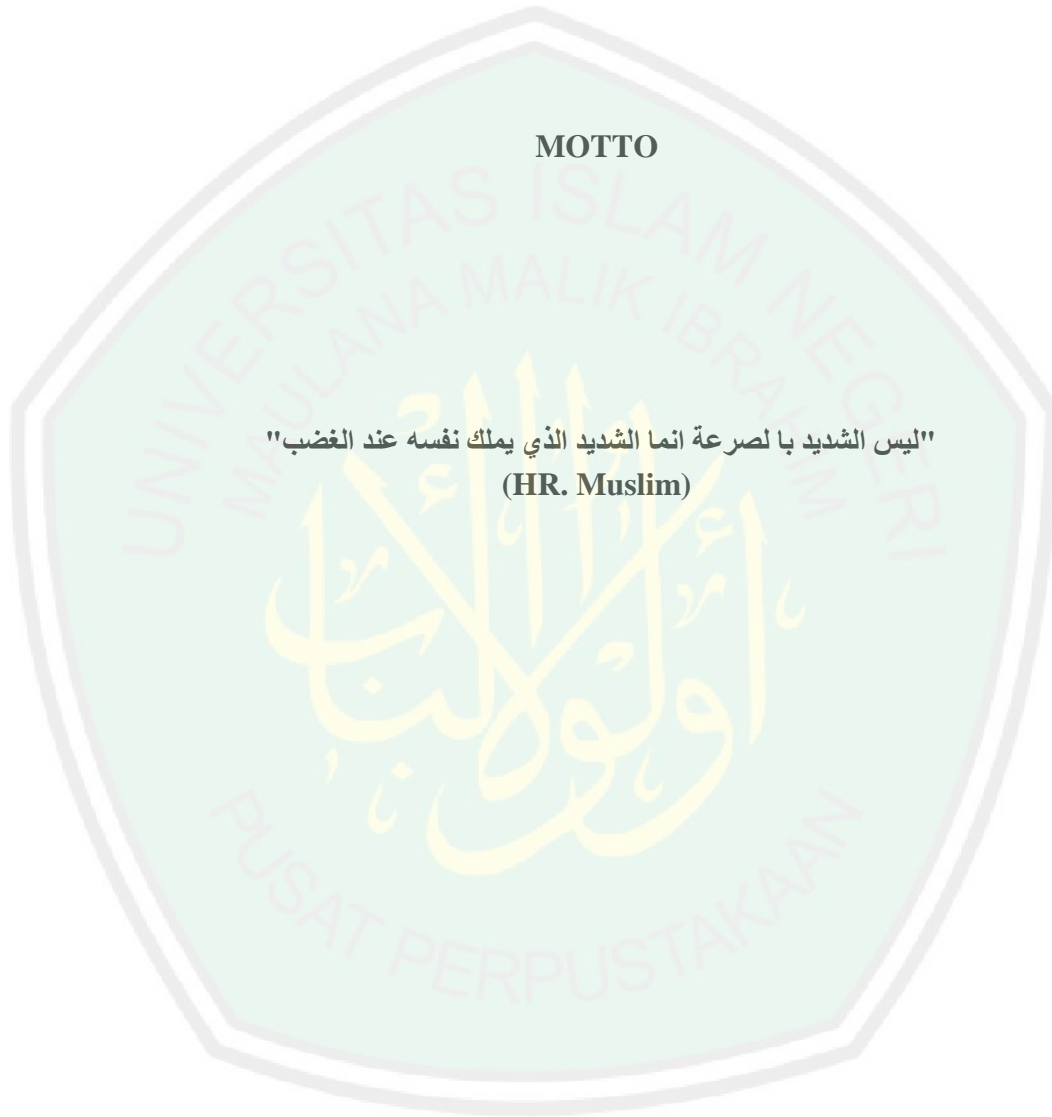 MOTTO
UNIVERSITAS ISLAM NEGERI
MAULANA MALIK IBRAHIM
"ليس الشديد با لصرعة انما الشديد الذي يملك نفسه عند الغضب"
(HR. Muslim)
أولوا الألباب
PUSAT PERPUSTAKAAN